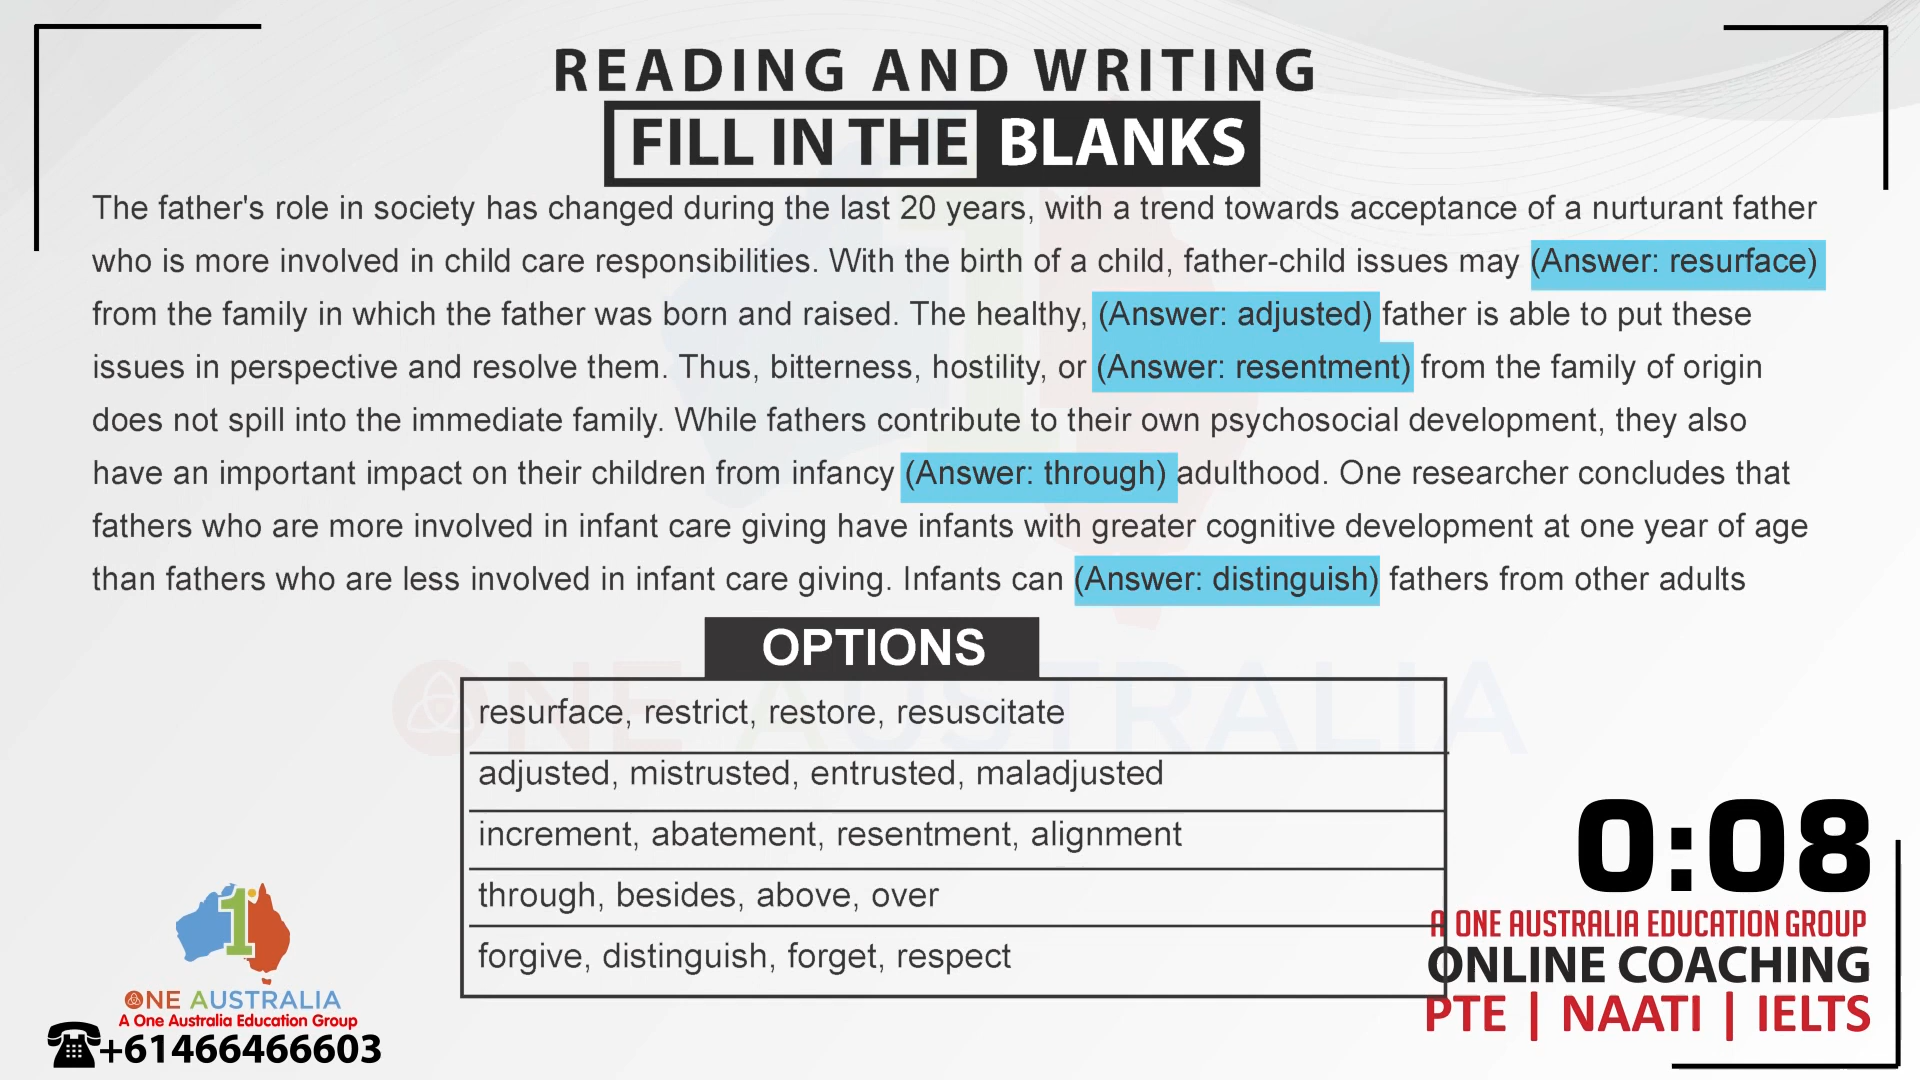 READING AND WRITING
FILL IN THE BLANKS
The father's role in society has changed during the last 20 years, with a trend towards acceptance of a nurturant father
who is more involved in child care responsibilities. With the birth of a child, father-child issues may (Answer: resurface)
from the family in which the father was born and raised. The healthy, (Answer: adjusted) father is able to put these
issues in perspective and resolve them. Thus, bitterness, hostility, or (Answer: resentment) from the family of origin
does not spill into the immediate family. While fathers contribute to their own psychosocial development, they also
have an important impact on their children from infancy (Answer: through) adulthood. One researcher concludes that
fathers who are more involved in infant care giving have infants with greater cognitive development at one year of age
than fathers who are less involved in infant care giving. Infants can (Answer: distinguish) fathers from other adults
OPTIONS
resurface, restrict, restore, resuscitate
adjusted, mistrusted, entrusted, maladjusted
increment, abatement, resentment, alignment
through, besides, above, over
forgive, distinguish, forget, respect
ONE AUSTRALIA
0:08
A ONE AUSTRALIA EDUCATION GROUP
ONLINE COACHING
PTE | NAATI | IELTS
1
ONE AUSTRALIA
A One Australia Education Group
+61466466603